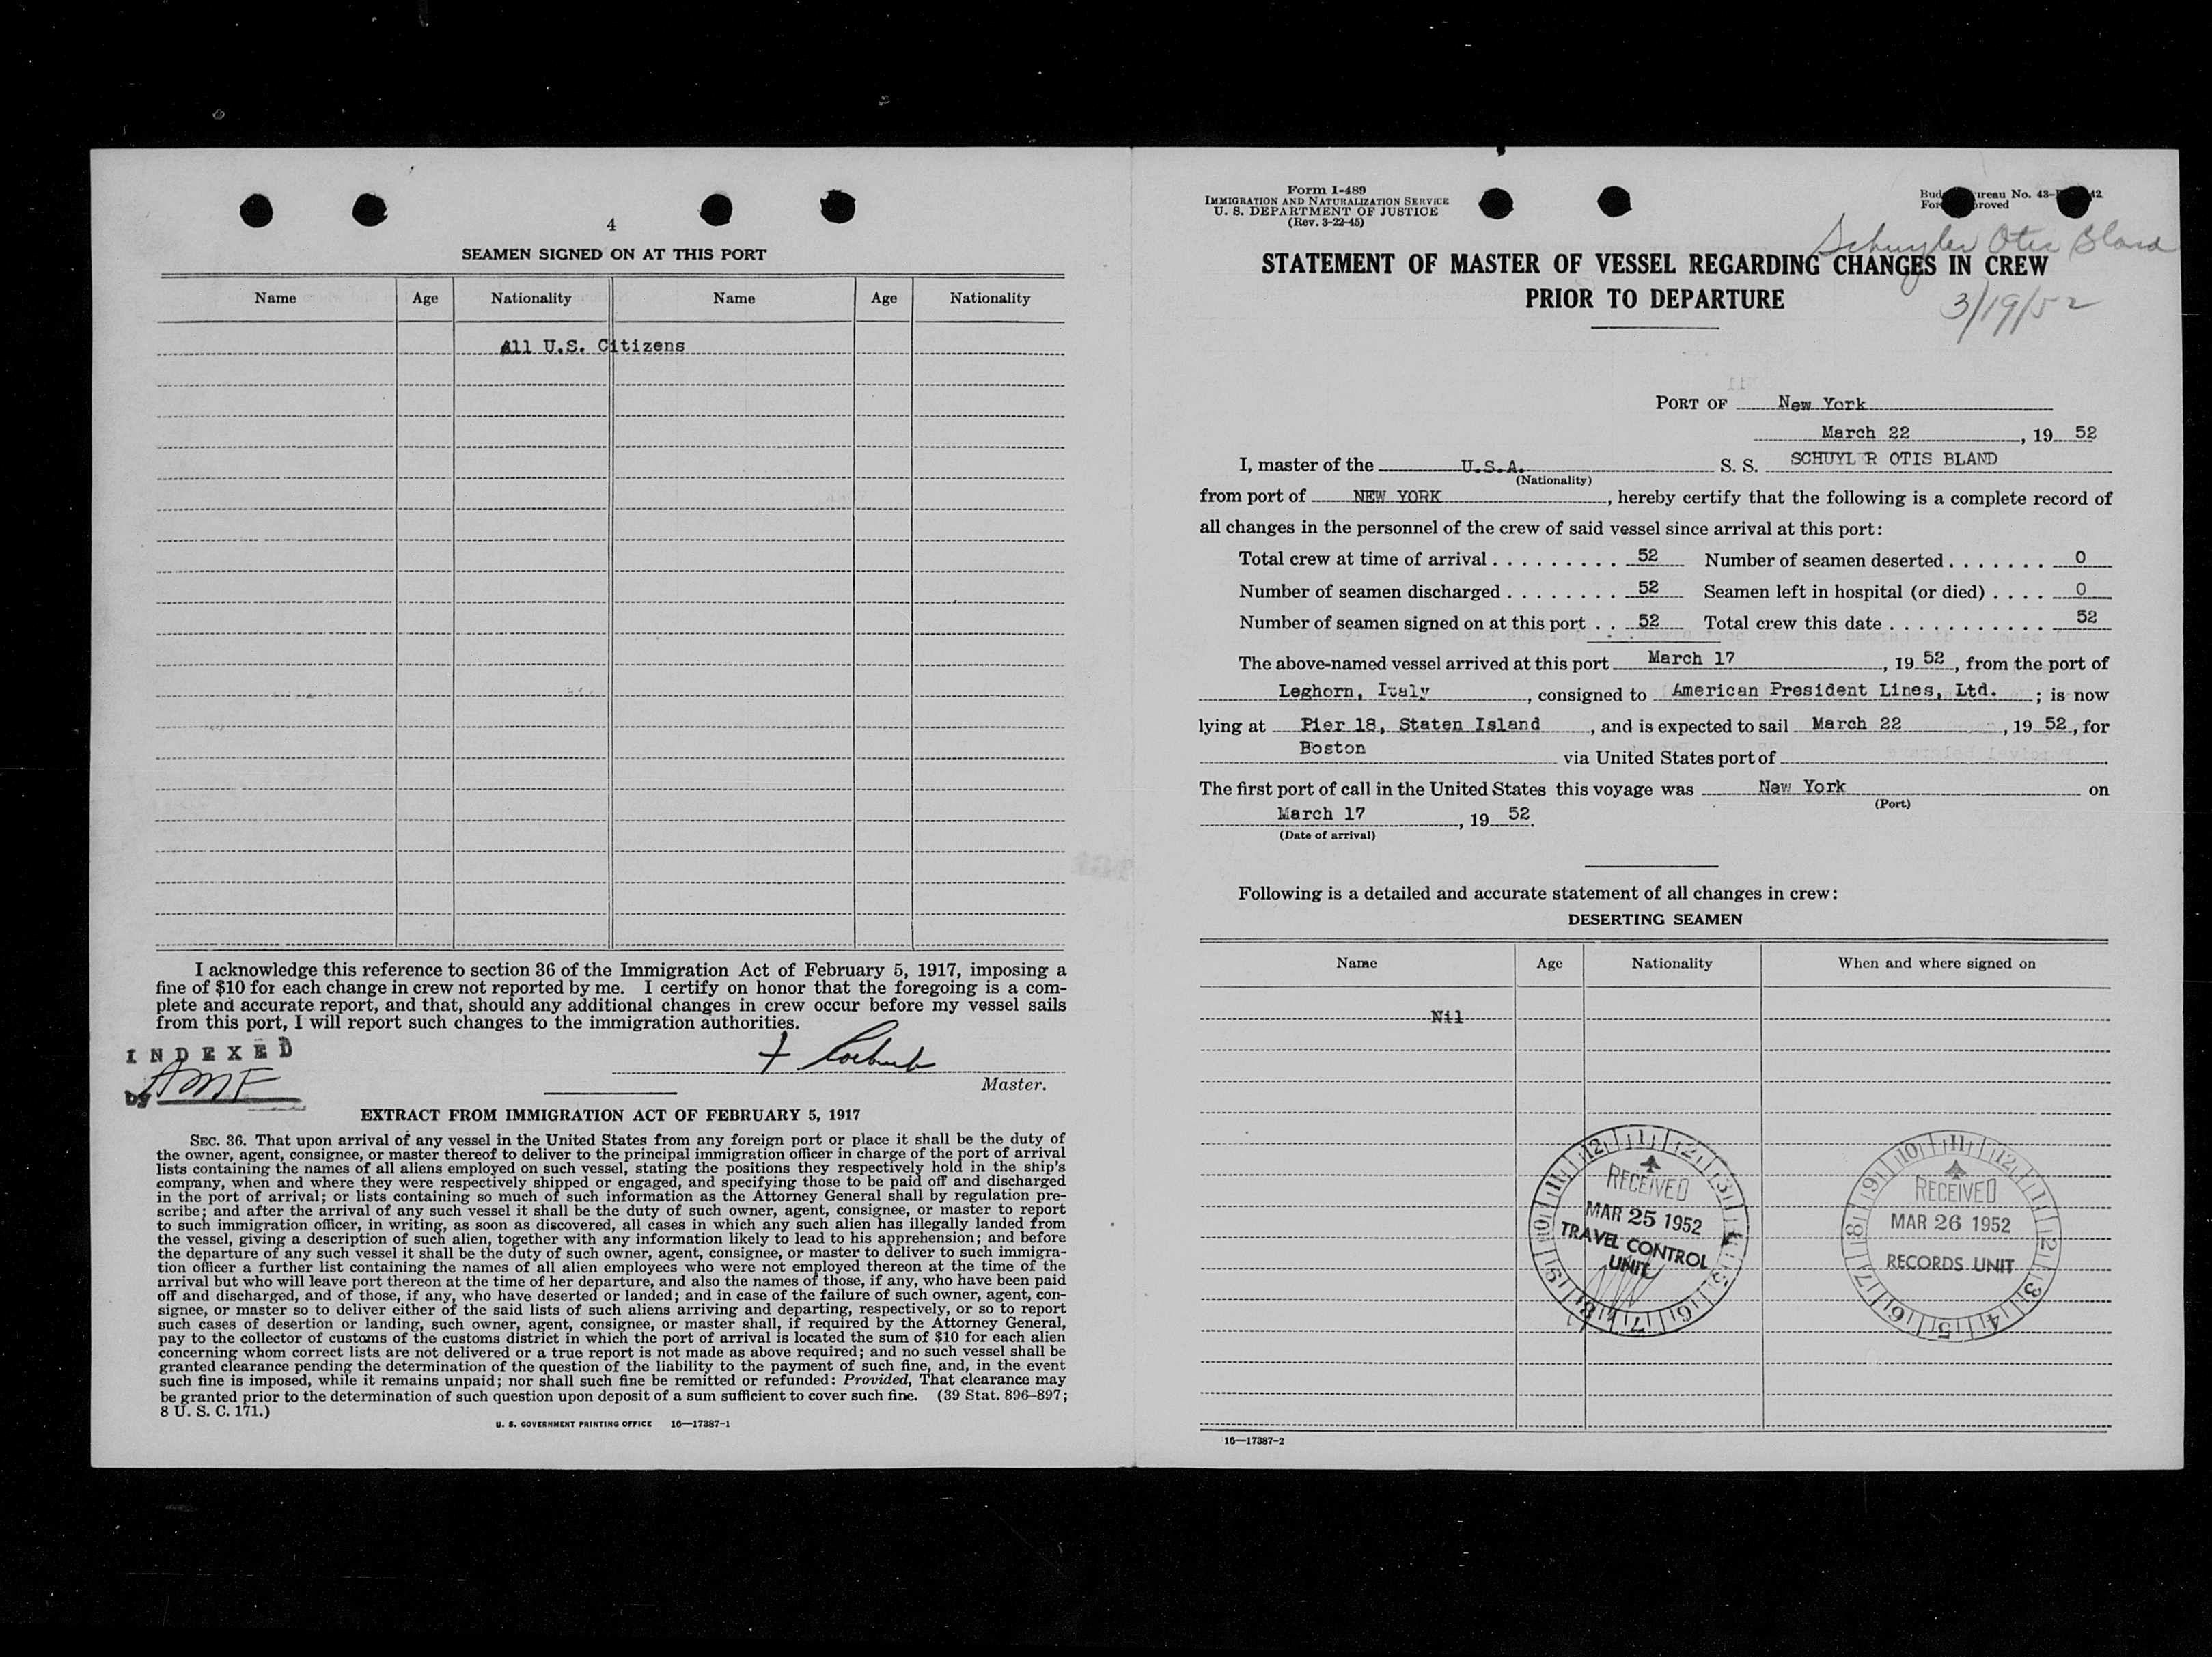 4
SEAMEN SIGNED ON AT THIS PORT
Name Age Nationality Name Age Nationality
All U.S. Citizens
I acknowledge this reference to section 36 of the Immigration Act of February 5, 1917, imposing a
fine of $10 for each change in crew not reported by me. I certify on honor that the foregoing is a com-
plete and accurate report, and that, should any additional changes in crew occur before my vessel sails
from this port, I will report such changes to the immigration authorities.
INDEXED
by AMF
Master.
EXTRACT FROM IMMIGRATION ACT OF FEBRUARY 5, 1917
SEC. 36. That upon arrival of any vessel in the United States from any foreign port or place it shall be the duty of
the owner, agent, consignee, or master thereof to deliver to the principal immigration officer in charge of the port of arrival
lists containing the names of all aliens employed on such vessel, stating the positions they respectively hold in the ship's
company, when and where they were respectively shipped or engaged, and specifying those to be paid off and discharged
in the port of arrival; or lists containing so much of such information as the Attorney General shall by regulation pre-
scribe; and after the arrival of any such vessel it shall be the duty of such owner, agent, consignee, or master to report
to such immigration officer, in writing, as soon as discovered, all cases in which any such alien has illegally landed from
the vessel, giving a description of such alien, together with any information likely to lead to his apprehension; and before
the departure of any such vessel it shall be the duty of such owner, agent, consignee, or master to deliver to such immigra-
tion officer a further list containing the names of all alien employees who were not employed thereon at the time of the
arrival but who will leave port thereon at the time of her departure, and also the names of those, if any, who have been paid
off and discharged, and of those, if any, who have deserted or landed; and in case of the failure of such owner, agent, con-
signee, or master so to deliver either of the said lists of such aliens arriving and departing, respectively, or so to report
such cases of desertion or landing, such owner, agent, consignee, or master shall, if required by the Attorney General,
pay to the collector of customs of the customs district in which the port of arrival is located the sum of $10 for each alien
concerning whom correct lists are not delivered or a true report is not made as above required; and no such vessel shall be
granted clearance pending the determination of the question of the liability to the payment of such fine, and, in the event
such fine is imposed, while it remains unpaid; nor shall such fine be remitted or refunded: Provided, That clearance may
be granted prior to the determination of such question upon deposit of a sum sufficient to cover such fine. (39 Stat. 896–897;
8 U. S. C. 171.)
U. S. GOVERNMENT PRINTING OFFICE 16—17387-1
Form I-489
IMMIGRATION AND NATURALIZATION SERVICE
U. S. DEPARTMENT OF JUSTICE
(Rev. 3-22-45)
Schuyler Otis Bland
STATEMENT OF MASTER OF VESSEL REGARDING CHANGES IN CREW
PRIOR TO DEPARTURE
3/19/52
PORT OF New York
March 22, 19 52
I, master of the U.S.A. S. S. SCHUYL R OTIS BLAND
(Nationality)
from port of NEW YORK, hereby certify that the following is a complete record of
all changes in the personnel of the crew of said vessel since arrival at this port:
Total crew at time of arrival 52 Number of seamen deserted 0
Number of seamen discharged 52 Seamen left in hospital (or died) 0
Number of seamen signed on at this port 52 Total crew this date 52
The above-named vessel arrived at this port March 17, 19 52, from the port of
Leghorn, Italy, consigned to American President Lines, Ltd.; is now
lying at Pier 18, Staten Island, and is expected to sail March 22, 19 52, for
Boston via United States port of
The first port of call in the United States this voyage was New York on
(Port)
March 17, 19 52.
(Date of arrival)
Following is a detailed and accurate statement of all changes in crew:
DESERTING SEAMEN
Name Age Nationality When and where signed on
Nil
RECEIVED
MAR 25 1952
TRAVEL CONTROL
UNIT
RECEIVED
MAR 26 1952
RECORDS UNIT
16—17387-2